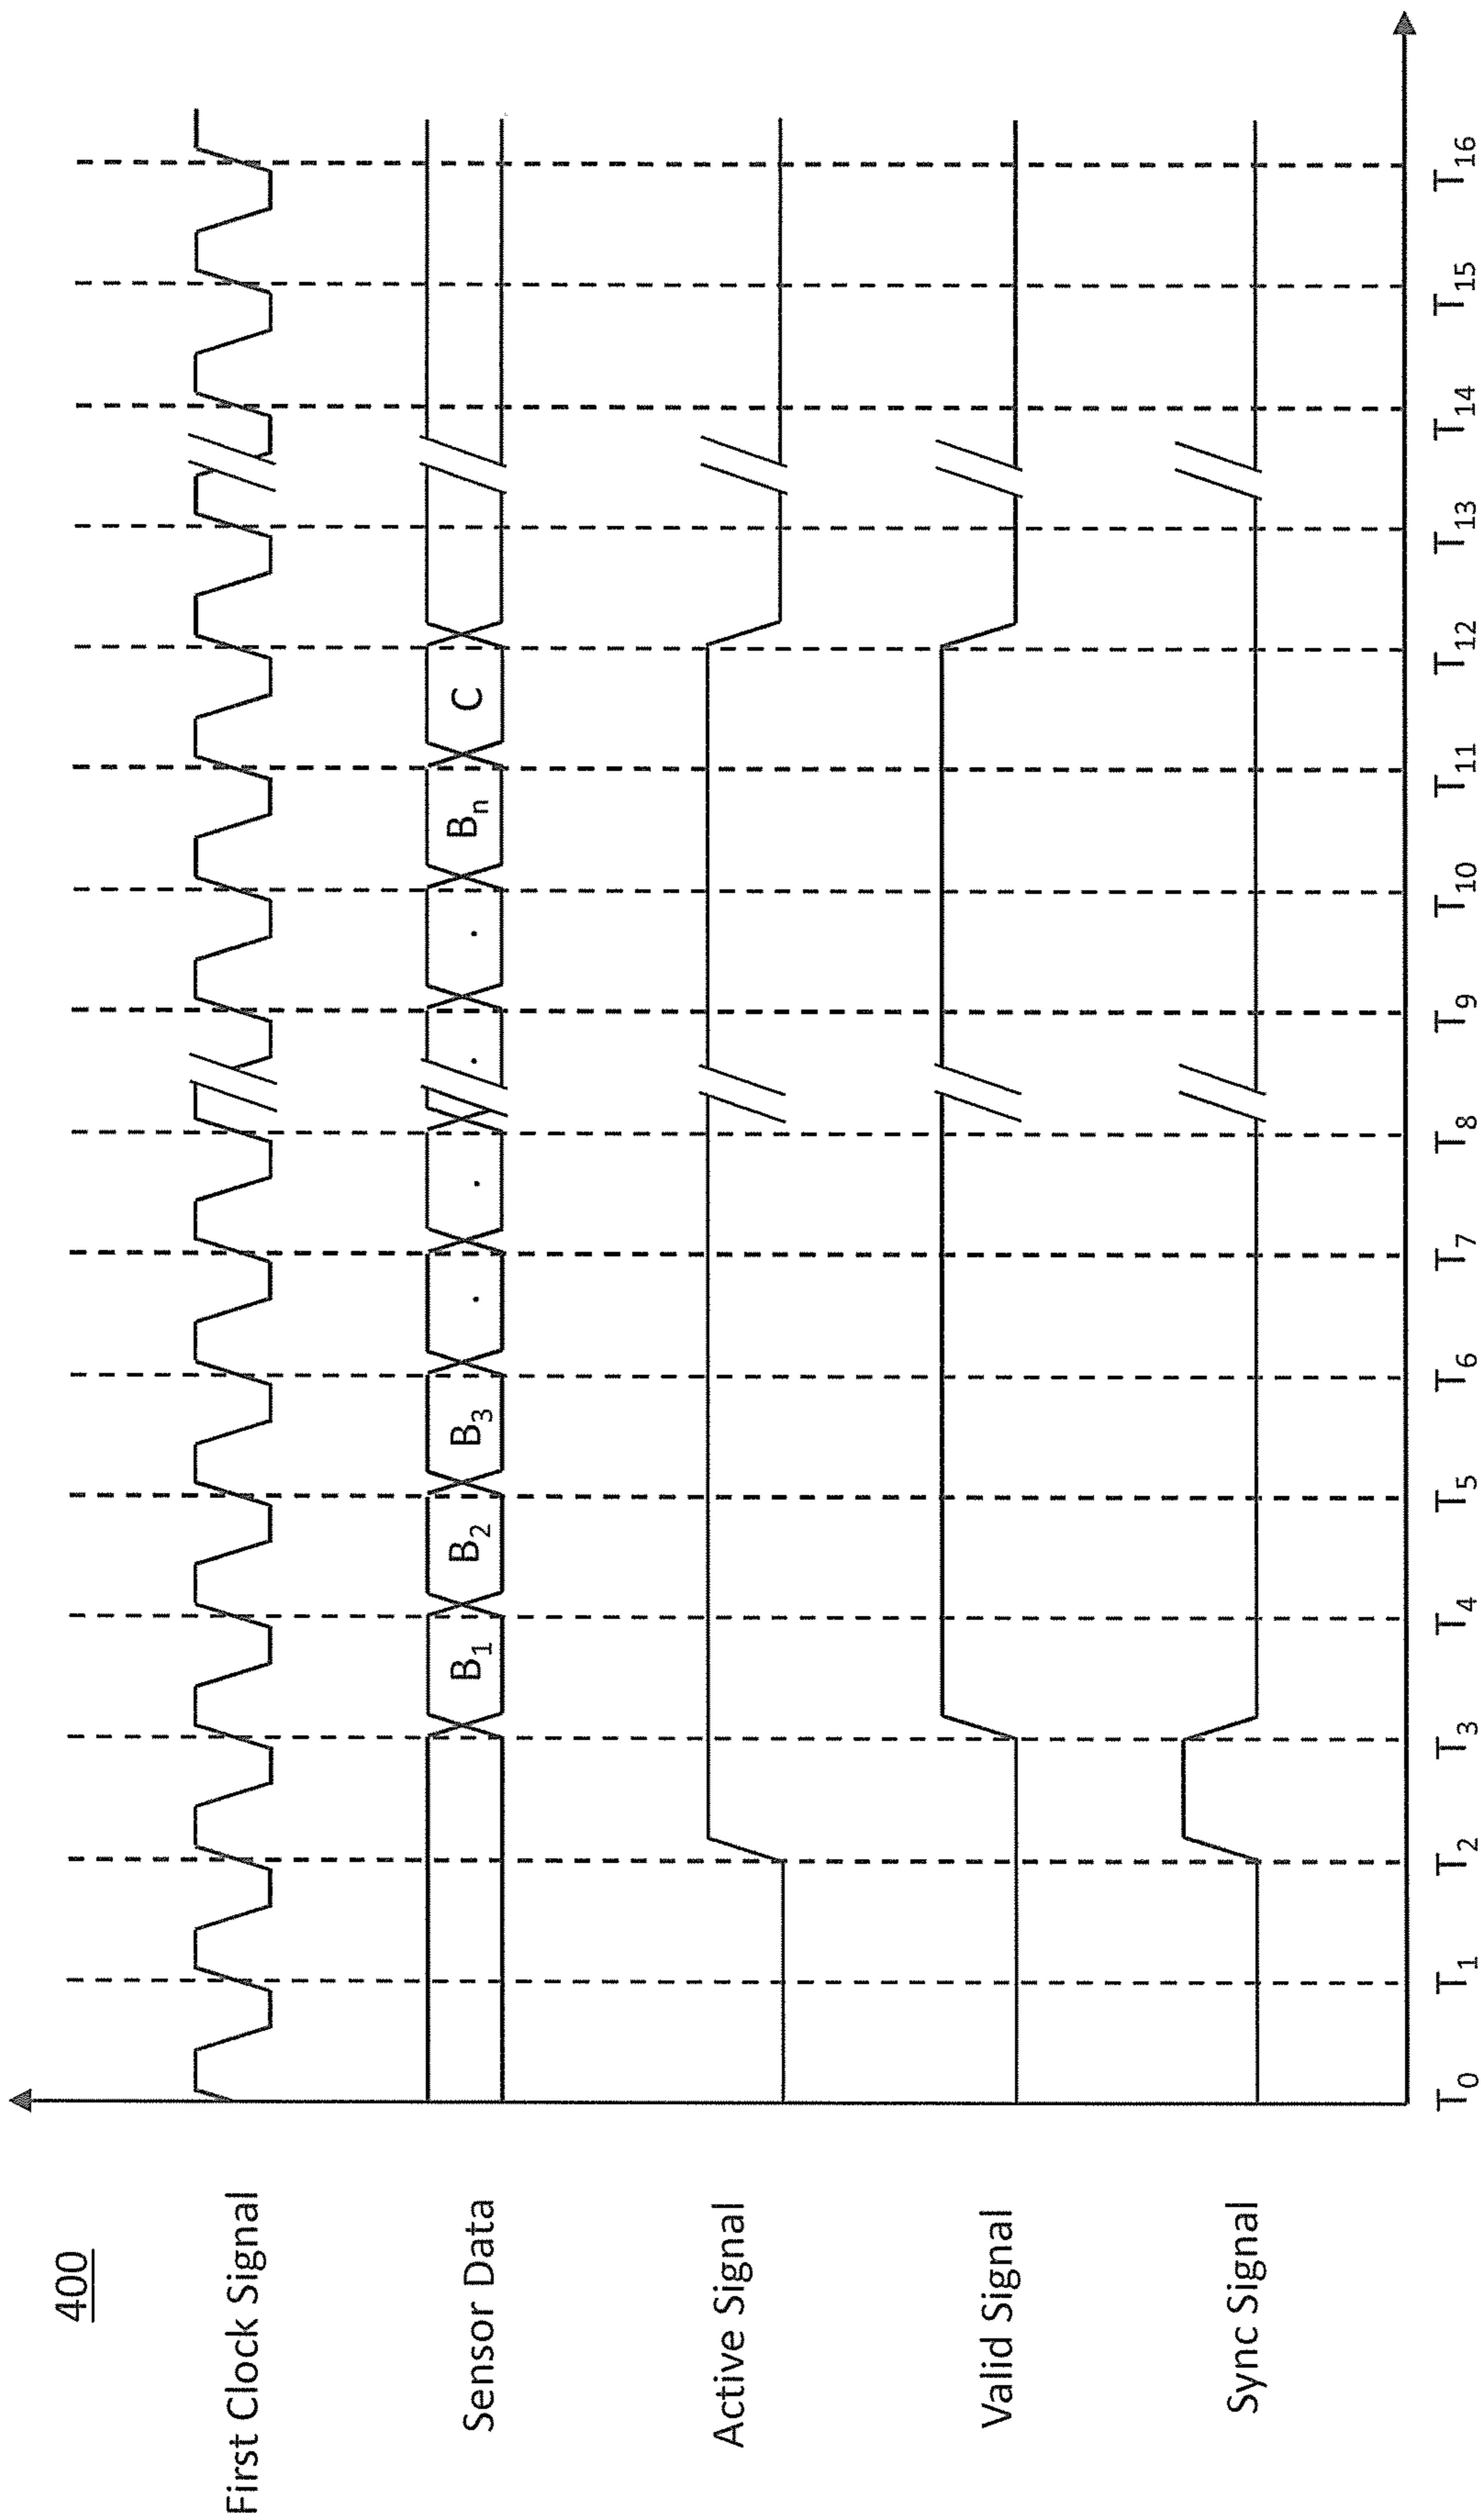 400
First Clock Signal
Sensor Data
B1 B2 B3 . . . . Bn C
Active Signal
Valid Signal
Sync Signal
T0 T1 T2 T3 T4 T5 T6 T7 T8 T9 T10 T11 T12 T13 T14 T15 T16